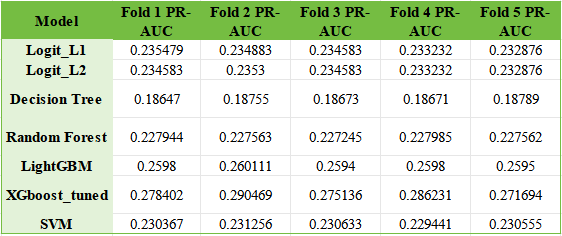 Model Fold 1 PR-AUC Fold 2 PR-AUC Fold 3 PR-AUC Fold 4 PR-AUC Fold 5 PR-AUC
Logit_L1 0.235479 0.234883 0.234583 0.233232 0.232876
Logit_L2 0.234583 0.2353 0.234583 0.233232 0.232876
Decision Tree 0.18647 0.18755 0.18673 0.18671 0.18789
Random Forest 0.227944 0.227563 0.227245 0.227985 0.227562
LightGBM 0.2598 0.260111 0.2594 0.2598 0.2595
XGboost_tuned 0.278402 0.290469 0.275136 0.286231 0.271694
SVM 0.230367 0.231256 0.230633 0.229441 0.230555